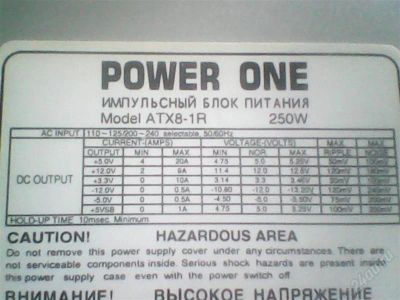 POWER ONE
ИМПУЛЬСНЫЙ БЛОК ПИТАНИЯ
Model ATX8-1R 250W
AC INPUT 110~125/200~240 selectable, 50/60Hz
DC OUTPUT
CURRENT-(AMPS) VOLTAGE-(VOLTS) MAX. MAX.
OUTPUT MIN MAX MIN NOR MAX RIPPLE NOISE
+5.0V 4 20A 4.75 5.0 5.25V 50mV 100mV
+12.0V 2 11.4 12.0 12.6V 120mV
+3.3V 0 10A 3.14 3.3 3.46V
-12.0V 0 0.5A -10.80 -12.0 -13.20V 120mV
-5.0V 0 0.5A -4.50 -5.0 -5.50V
+5VSB 0 1A 4.75 5.0 5.25V 100mV 200mV
HOLD-UP TIME 10msec. Minimum
CAUTION! HAZARDOUS AREA
Do not remove this power supply cover under any circumstances. There are
not serviceable components inside. Serious shock hazards are present inside
this power supply case even with the power switch off.
ВНИМАНИЕ! ВЫСОКОЕ НАПРЯЖЕНИЕ